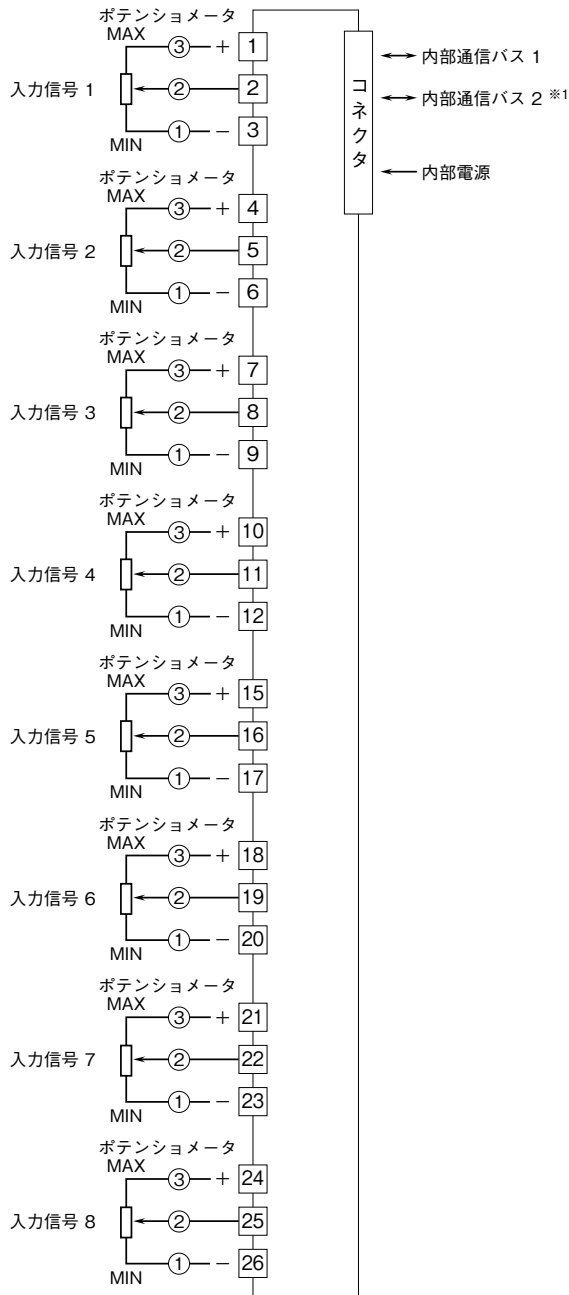 ポテンショメータ
MAX
入力信号 1
③ + 1
② 2
① − 3
MIN
コネクタ
内部通信バス 1
内部通信バス 2 ※1
内部電源
ポテンショメータ
MAX
入力信号 2
③ + 4
② 5
① − 6
MIN
ポテンショメータ
MAX
入力信号 3
③ + 7
② 8
① − 9
MIN
ポテンショメータ
MAX
入力信号 4
③ + 10
② 11
① − 12
MIN
ポテンショメータ
MAX
入力信号 5
③ + 15
② 16
① − 17
MIN
ポテンショメータ
MAX
入力信号 6
③ + 18
② 19
① − 20
MIN
ポテンショメータ
MAX
入力信号 7
③ + 21
② 22
① − 23
MIN
ポテンショメータ
MAX
入力信号 8
③ + 24
② 25
① − 26
MIN